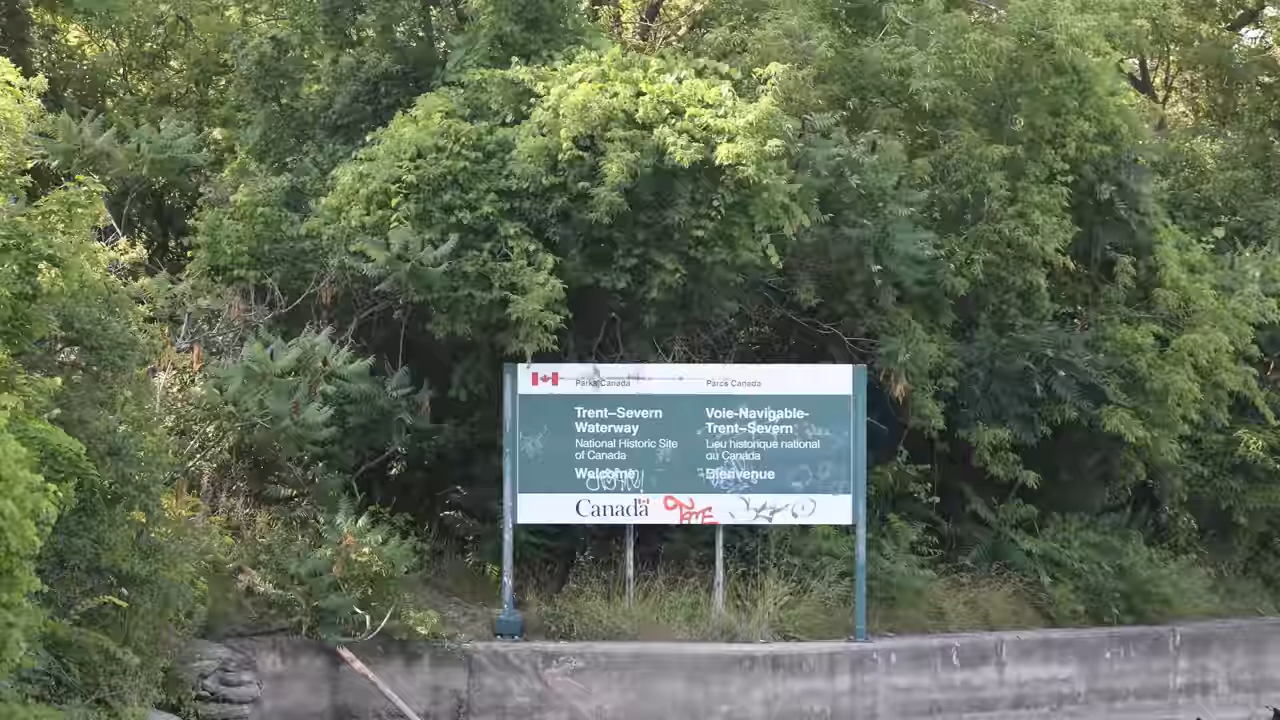 Parks Canada
Parcs Canada
Trent–Severn
Waterway
National Historic Site
of Canada
Welcome
Voie-Navigable-
Trent–Severn
Lieu historique national
du Canada
Bienvenue
Canada